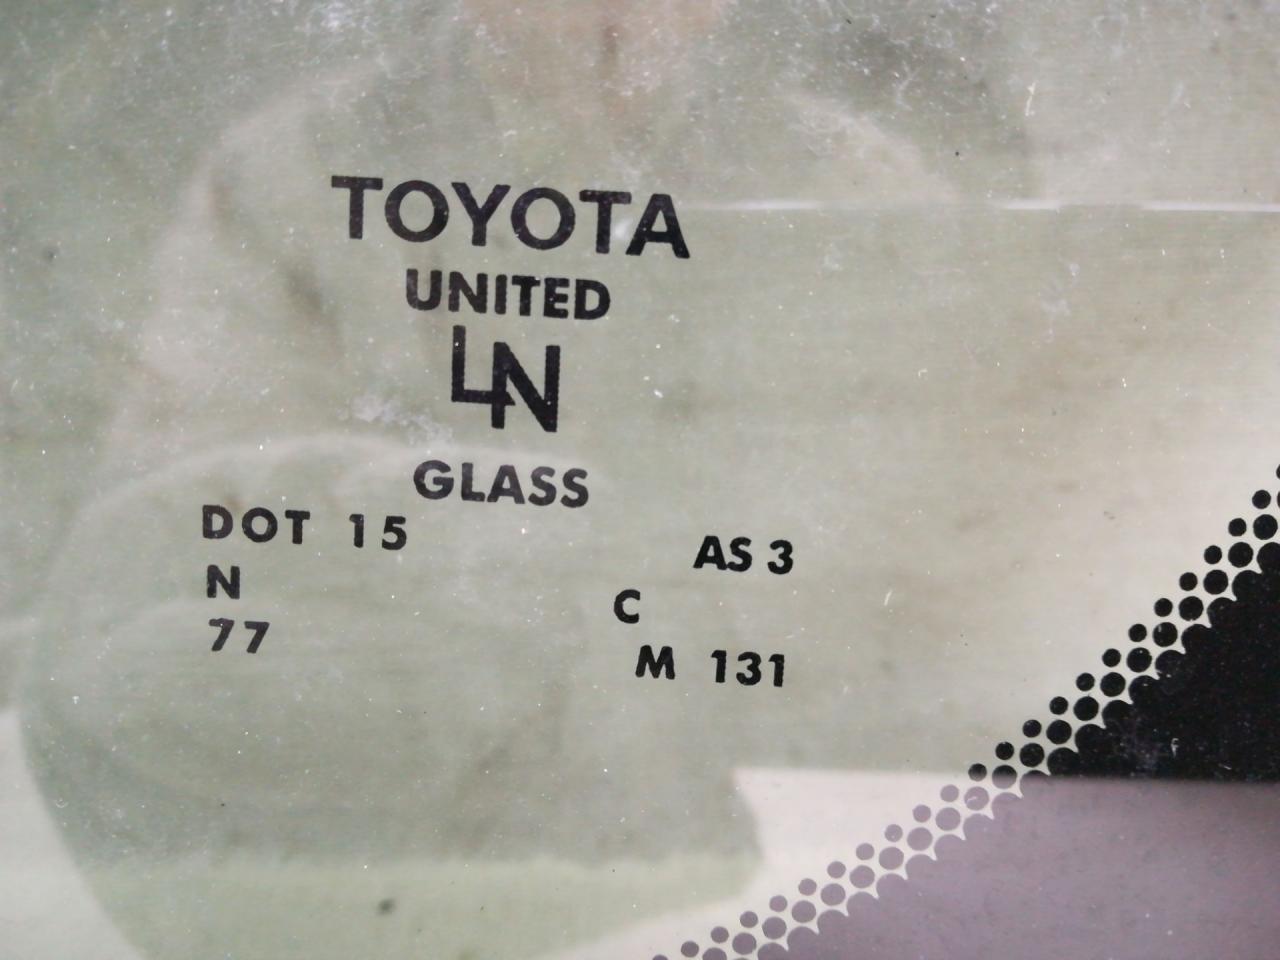 TOYOTA
UNITED
LN
GLASS
DOT 15
AS 3
N
C
77
M 131